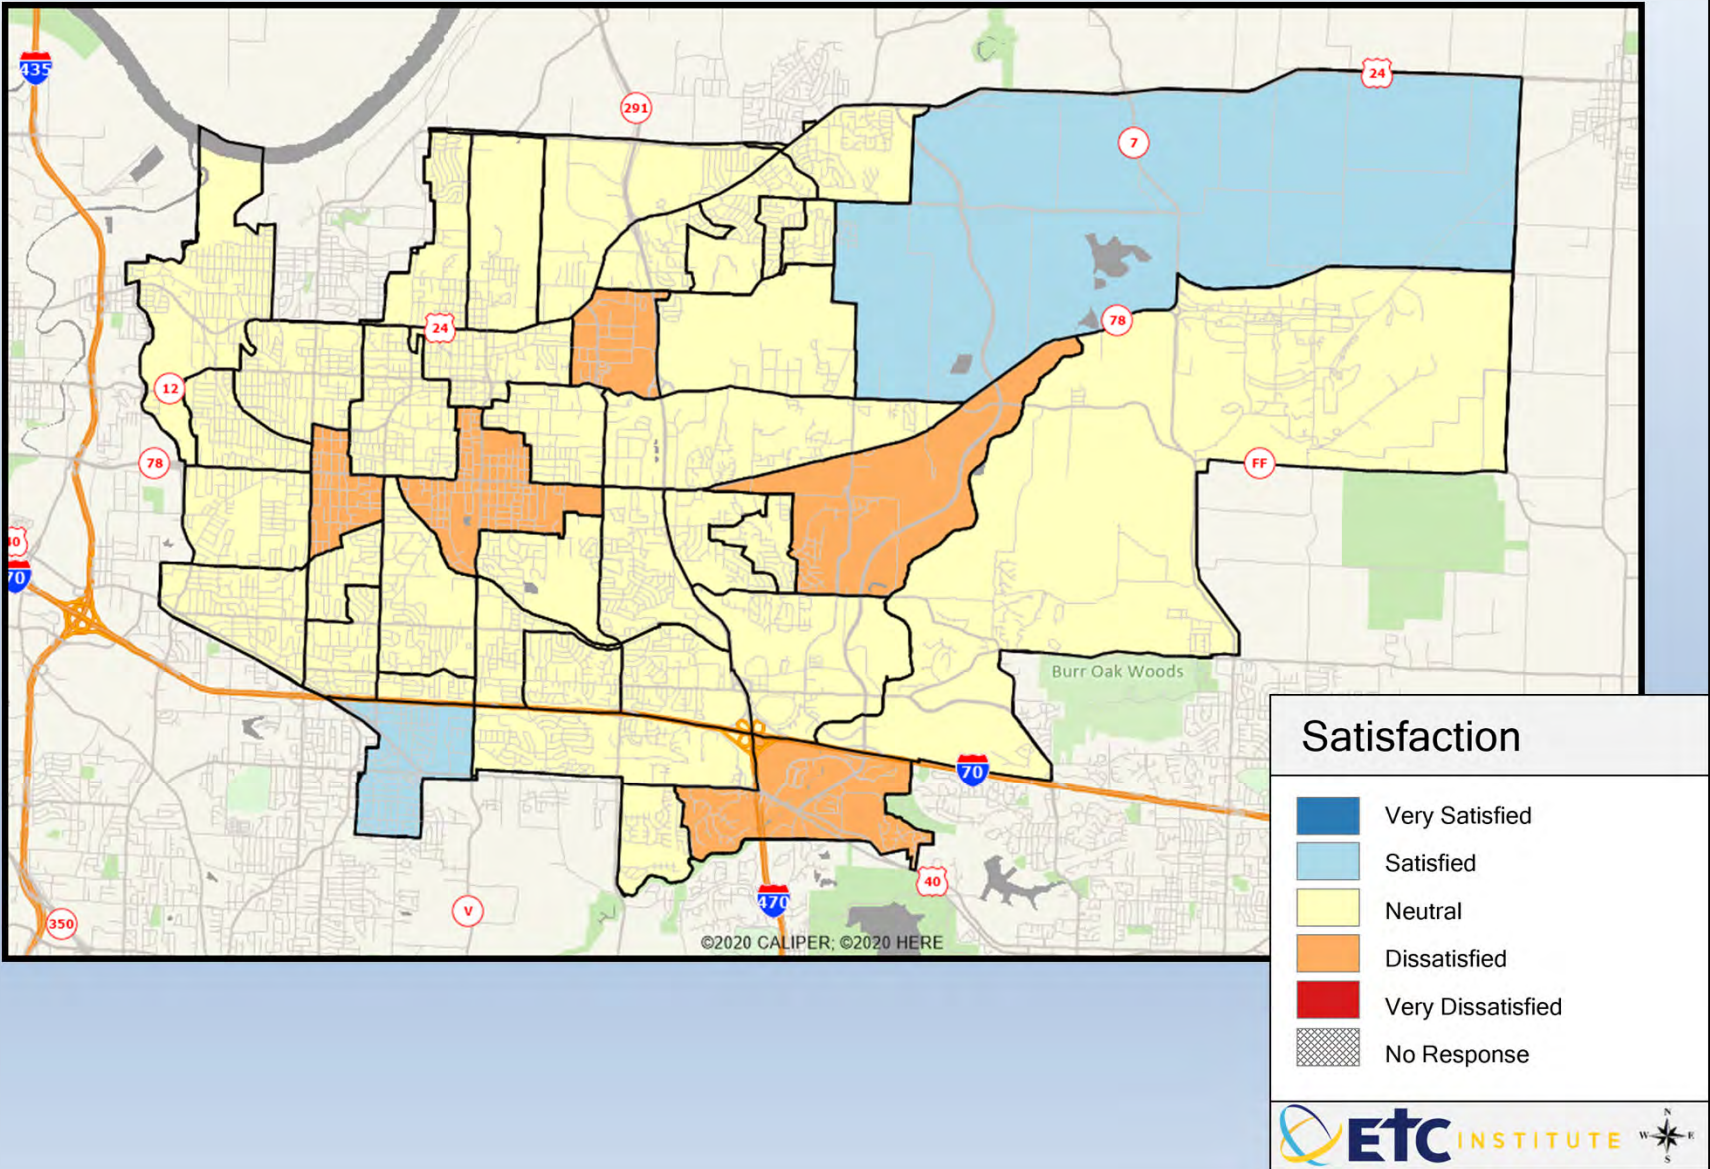 435
291
24
7
24
78
12
78
FF
40
70
Burr Oak Woods
70
40
470
V
350
©2020 CALIPER; ©2020 HERE
Satisfaction
Very Satisfied
Satisfied
Neutral
Dissatisfied
Very Dissatisfied
No Response
ETC INSTITUTE
N
W E
S